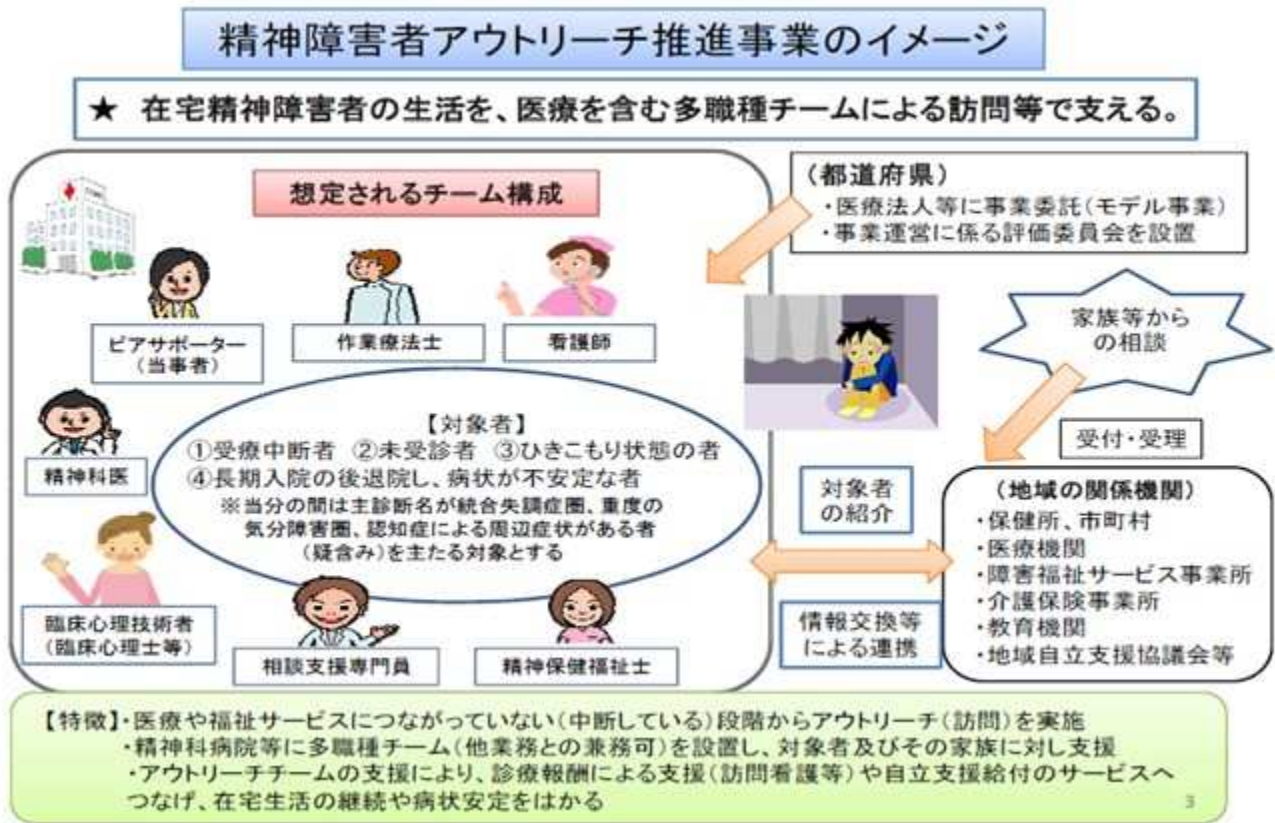 精神障害者アウトリーチ推進事業のイメージ
★ 在宅精神障害者の生活を、医療を含む多職種チームによる訪問等で支える。
想定されるチーム構成
ピアサポーター
（当事者）
作業療法士
看護師
精神科医
【対象者】
①受療中断者 ②未受診者 ③ひきこもり状態の者
④長期入院の後退院し、病状が不安定な者
※当分の間は主診断名が統合失調症圏、重度の
気分障害圏、認知症による周辺症状がある者
（疑含み）を主たる対象とする
臨床心理技術者
（臨床心理士等）
相談支援専門員
精神保健福祉士
（都道府県）
・医療法人等に事業委託（モデル事業）
・事業運営に係る評価委員会を設置
家族等から
の相談
受付・受理
対象者
の紹介
情報交換等
による連携
（地域の関係機関）
・保健所、市町村
・医療機関
・障害福祉サービス事業所
・介護保険事業所
・教育機関
・地域自立支援協議会等
【特徴】・医療や福祉サービスにつながっていない（中断している）段階からアウトリーチ（訪問）を実施
・精神科病院等に多職種チーム（他業務との兼務可）を設置し、対象者及びその家族に対し支援
・アウトリーチチームの支援により、診療報酬による支援（訪問看護等）や自立支援給付のサービスへ
つなげ、在宅生活の継続や病状安定をはかる
3